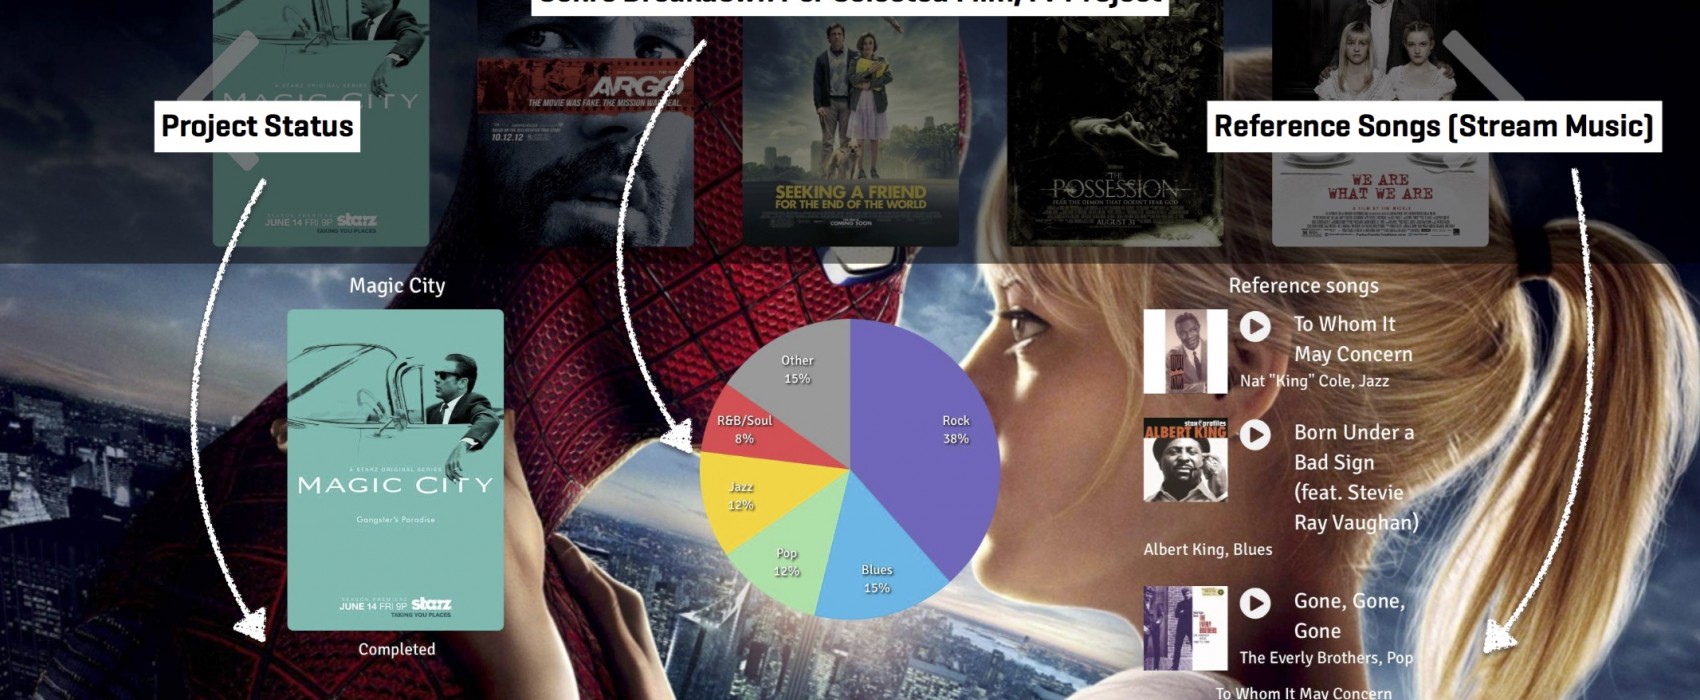 Genre Breakdown Per Selected Film/TV Project
MAGIC CITY
JUNE 14 FRI 9P starz
TAKING YOU PLACES
ARGO
THE MOVIE WAS FAKE. THE MISSION WAS REAL.
10.12.12
SEEKING A FRIEND
FOR THE END OF THE WORLD
COMING SOON
THE
POSSESSION
FEAR THE DEMON THAT DOESN'T FEAR GOD
AUGUST 31
WE ARE
WHAT WE ARE
Project Status
Reference Songs (Stream Music)
Magic City
A STARZ ORIGINAL SERIES
MAGIC CITY
Gangster's Paradise
SEASON PREMIERE
JUNE 14 FRI 9P starz
TAKING YOU PLACES
Completed
Other
15%
Rock
38%
R&B/Soul
8%
Jazz
12%
Pop
12%
Blues
15%
Reference songs
To Whom It
May Concern
Nat "King" Cole, Jazz
ALBERT KING
Born Under a
Bad Sign
(feat. Stevie
Ray Vaughan)
Albert King, Blues
Gone, Gone,
Gone
The Everly Brothers, Pop
To Whom It May Concern